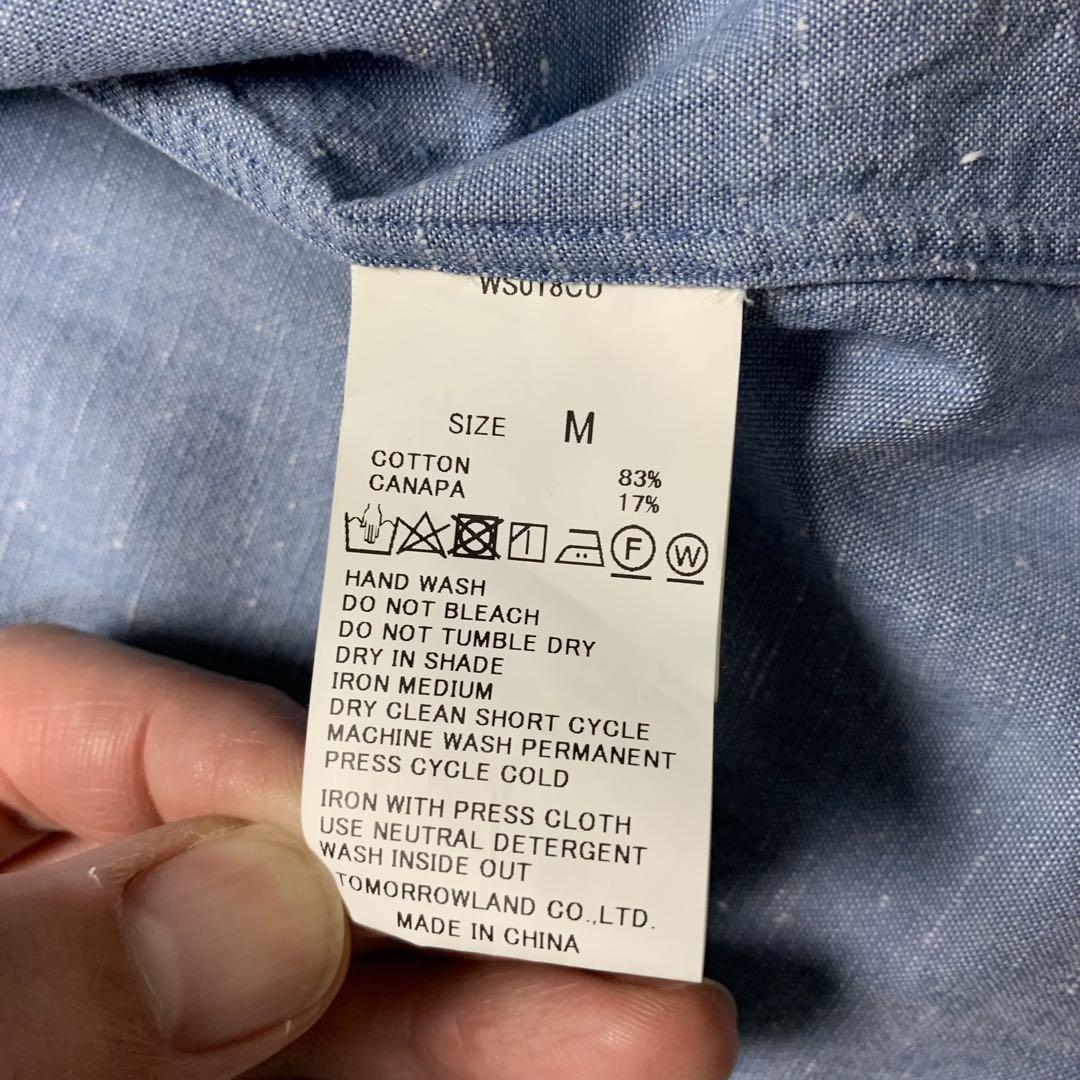 WS018CU
SIZE M
COTTON 83%
CANAPA 17%
F W
HAND WASH
DO NOT BLEACH
DO NOT TUMBLE DRY
DRY IN SHADE
IRON MEDIUM
DRY CLEAN SHORT CYCLE
MACHINE WASH PERMANENT
PRESS CYCLE COLD
IRON WITH PRESS CLOTH
USE NEUTRAL DETERGENT
WASH INSIDE OUT
TOMORROWLAND CO.,LTD.
MADE IN CHINA